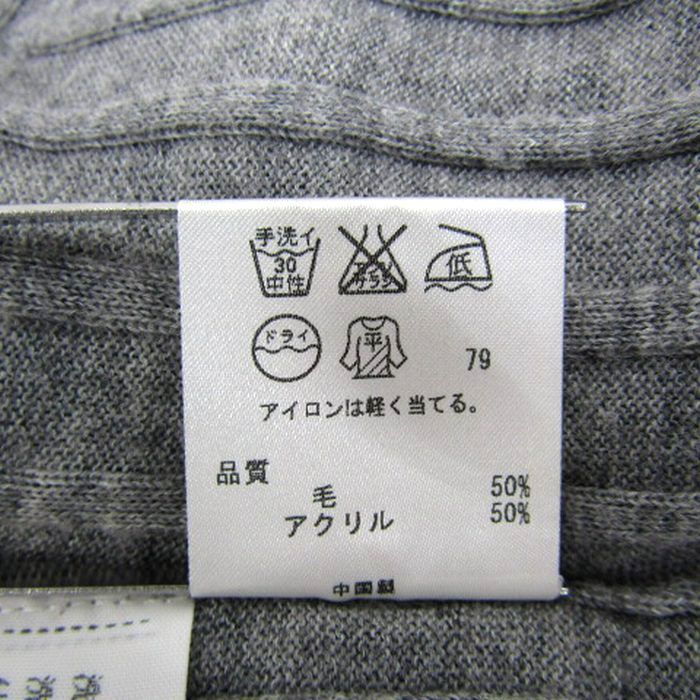 手洗イ
30
中性
エンソ
サラシ
低
ドライ
平
79
アイロンは軽く当てる。
品質
毛 50%
アクリル 50%
中国製